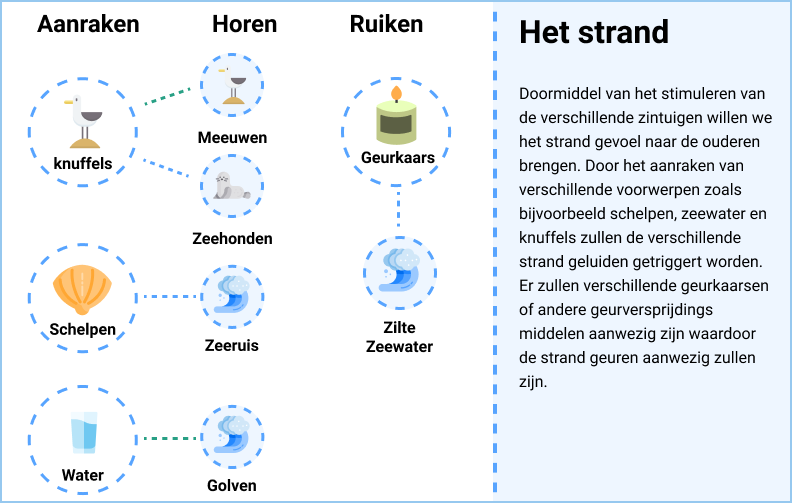 Aanraken
Horen
Ruiken
knuffels
Meeuwen
Zeehonden
Geurkaars
Schelpen
Zeeruis
Zilte
Zeewater
Water
Golven
Het strand
Doormiddel van het stimuleren van
de verschillende zintuigen willen we
het strand gevoel naar de ouderen
brengen. Door het aanraken van
verschillende voorwerpen zoals
bijvoorbeeld schelpen, zeewater en
knuffels zullen de verschillende
strand geluiden getriggert worden.
Er zullen verschillende geurkaarsen
of andere geurversprijdings
middelen aanwezig zijn waardoor
de strand geuren aanwezig zullen
zijn.